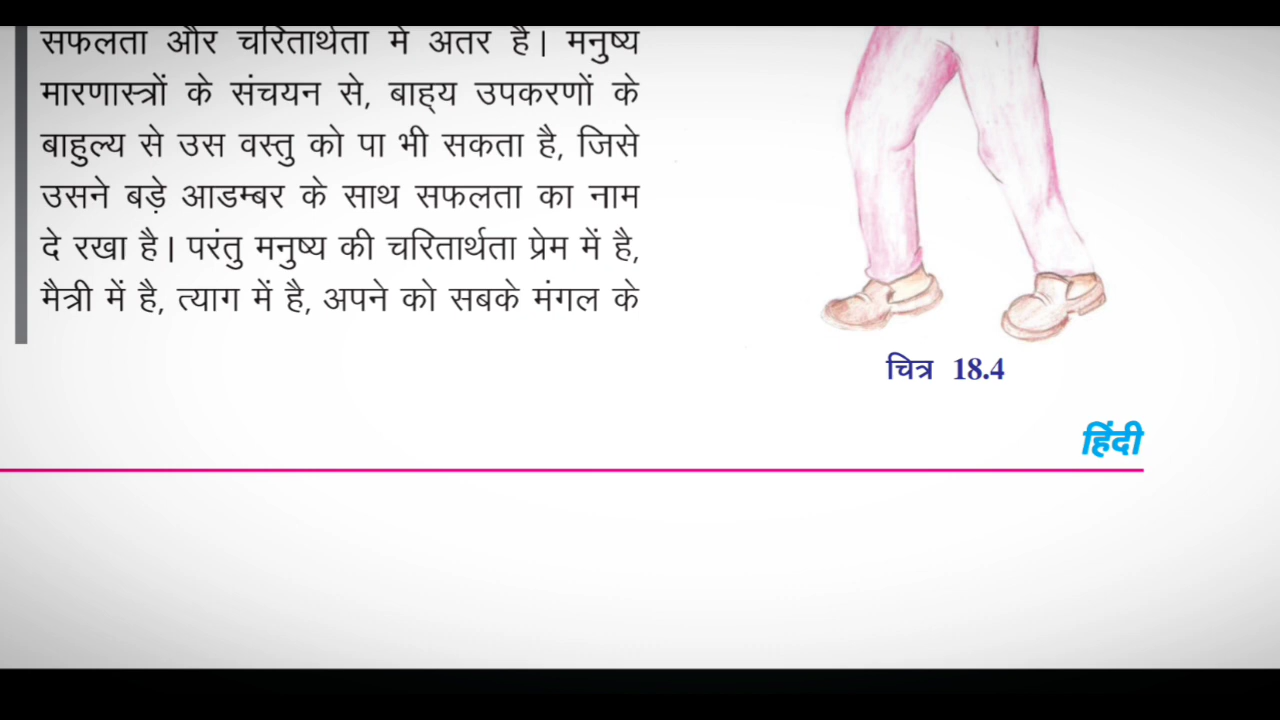 सफलता और चरितार्थता में अंतर है। मनुष्य
मारणास्त्रों के संचयन से, बाह्य उपकरणों के
बाहुल्य से उस वस्तु को पा भी सकता है, जिसे
उसने बड़े आडम्बर के साथ सफलता का नाम
दे रखा है। परंतु मनुष्य की चरितार्थता प्रेम में है,
मैत्री में है, त्याग में है, अपने को सबके मंगल के
चित्र 18.4
हिंदी